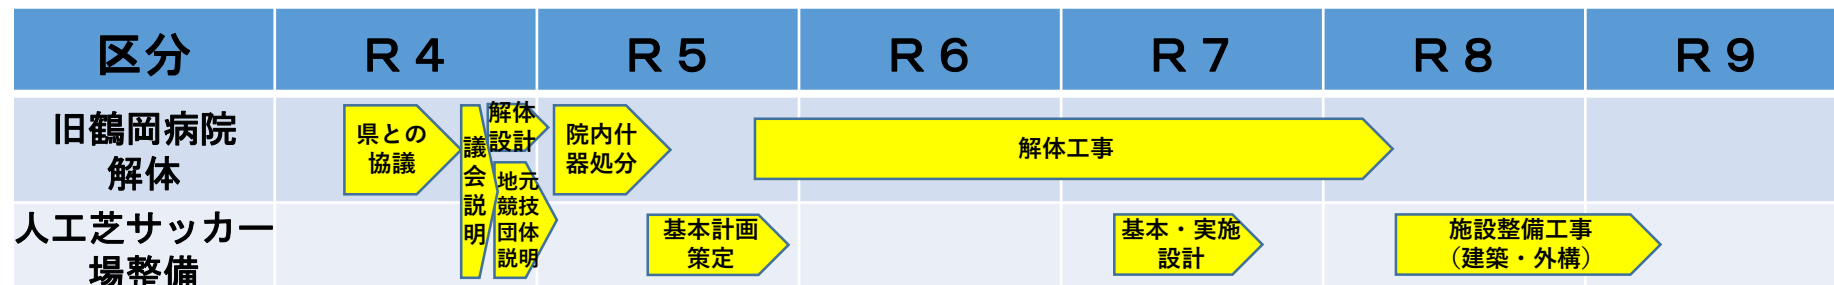 区分
Ｒ４
Ｒ５
Ｒ６
Ｒ７
Ｒ８
Ｒ９
旧鶴岡病院
解体
県との
協議
議会説明
解体
設計
地元
競技
団体
説明
院内什
器処分
解体工事
人工芝サッカー
場整備
基本計画
策定
基本・実施
設計
施設整備工事
（建築・外構）